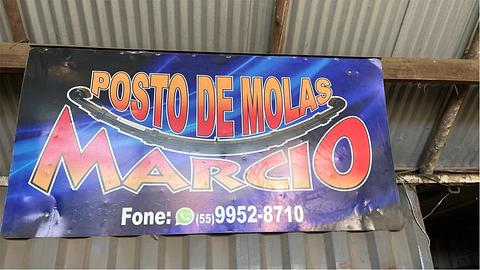 POSTO DE MOLAS
MARCIO
Fone: (55)9952-8710